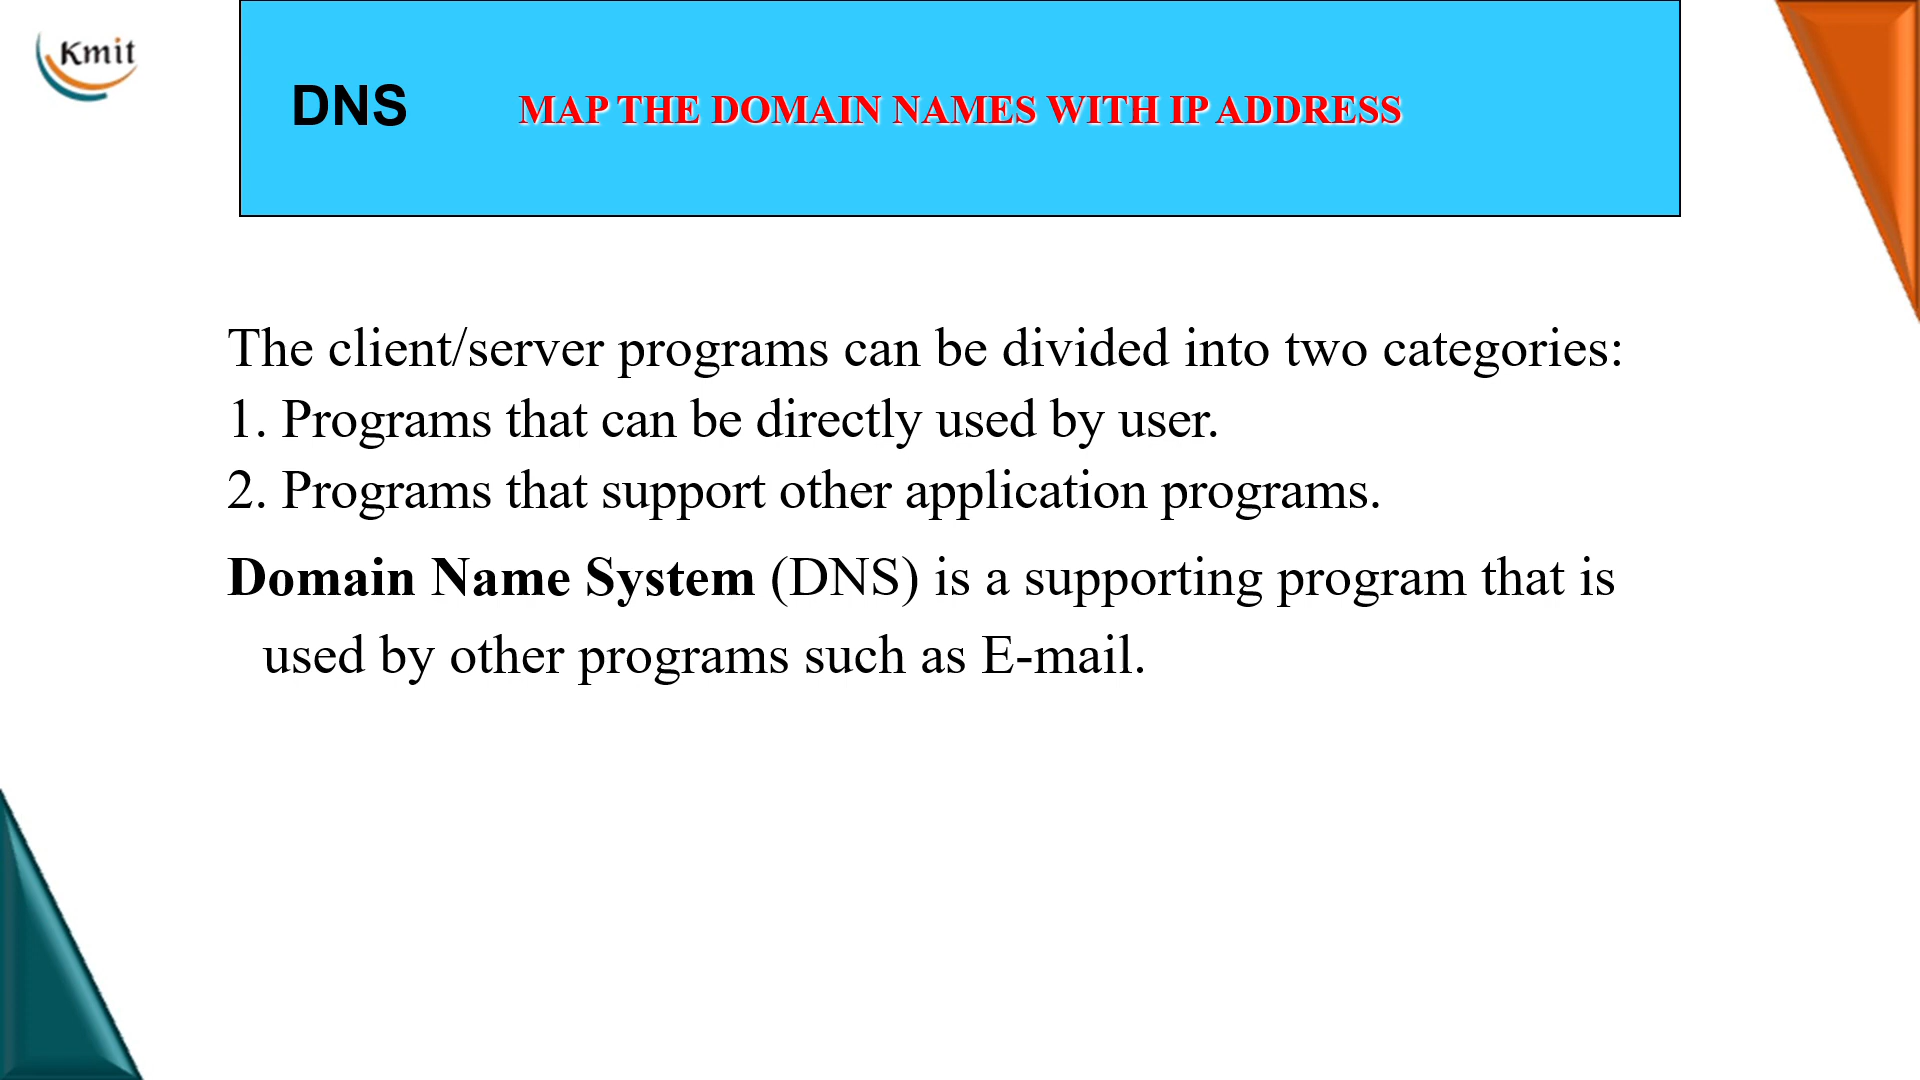 Kmit
DNS MAP THE DOMAIN NAMES WITH IP ADDRESS
The client/server programs can be divided into two categories:
1. Programs that can be directly used by user.
2. Programs that support other application programs.
Domain Name System (DNS) is a supporting program that is
used by other programs such as E-mail.